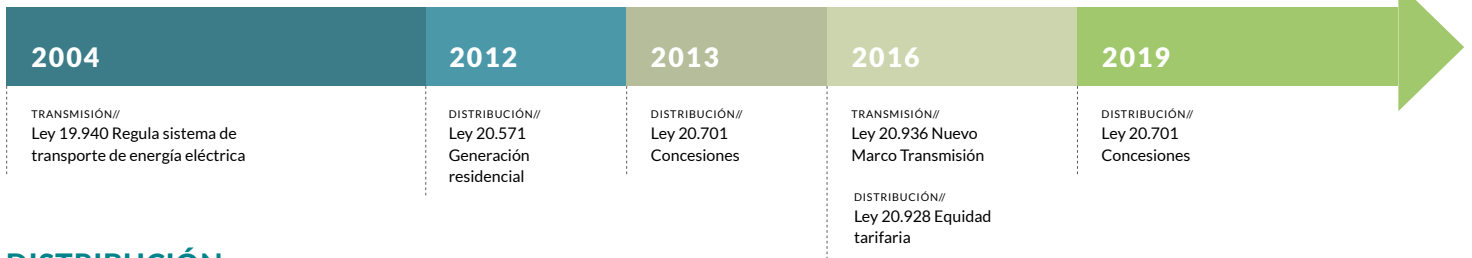 2004
TRANSMISIÓN//
Ley 19.940 Regula sistema de
transporte de energía eléctrica
2012
DISTRIBUCIÓN//
Ley 20.571
Generación
residencial
2013
DISTRIBUCIÓN//
Ley 20.701
Concesiones
2016
TRANSMISIÓN//
Ley 20.936 Nuevo
Marco Transmisión
DISTRIBUCIÓN//
Ley 20.928 Equidad
tarifaria
2019
DISTRIBUCIÓN//
Ley 20.701
Concesiones
DISTRIBUCIÓN